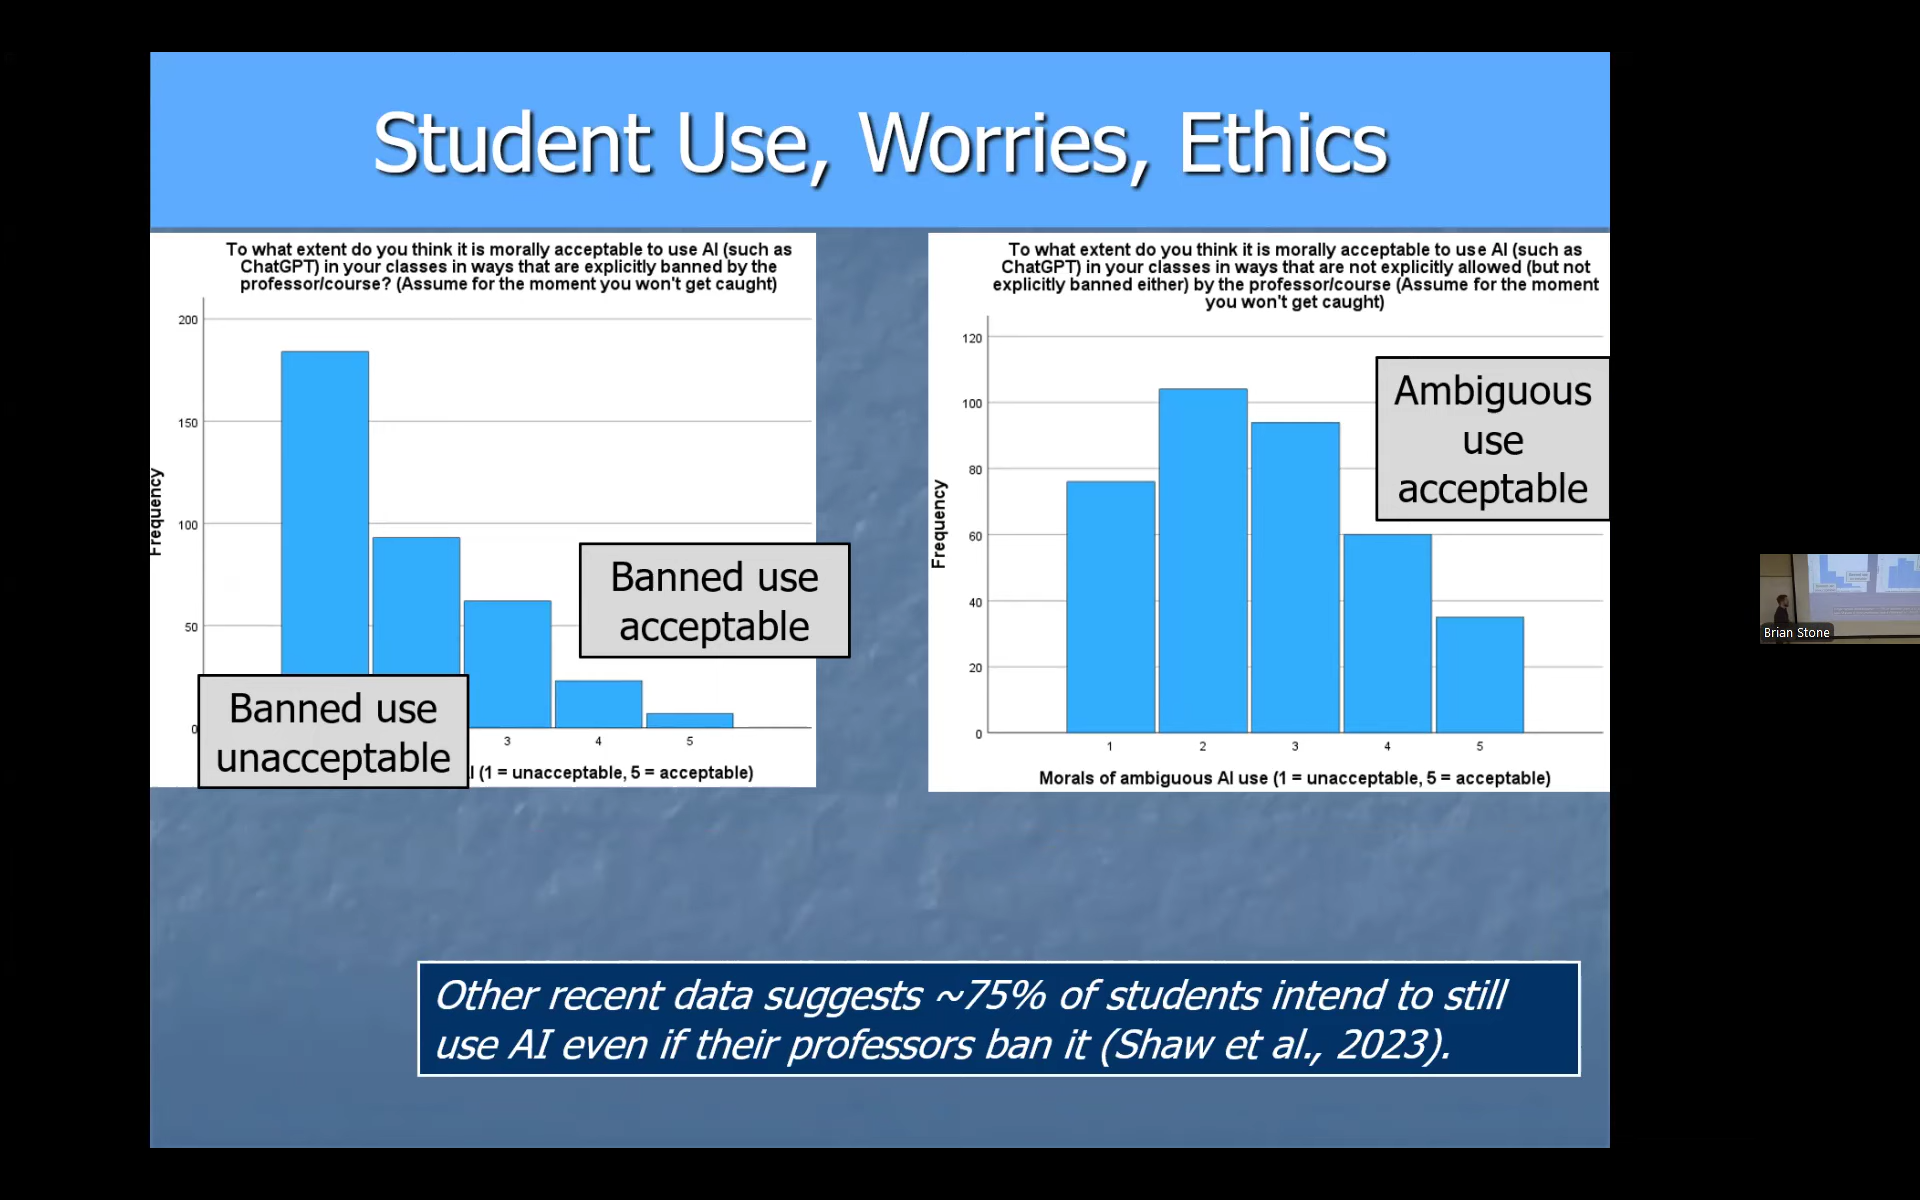 Student Use, Worries, Ethics
To what extent do you think it is morally acceptable to use AI (such as
ChatGPT) in your classes in ways that are explicitly banned by the
professor/course? (Assume for the moment you won't get caught)
200
150
100
50
0
Frequency
Banned use
acceptable
Banned use
unacceptable
3
4
5
I (1 = unacceptable, 5 = acceptable)
To what extent do you think it is morally acceptable to use AI (such as
ChatGPT) in your classes in ways that are not explicitly allowed (but not
explicitly banned either) by the professor/course (Assume for the moment
you won't get caught)
120
100
80
60
40
20
0
Frequency
Ambiguous
use
acceptable
1
2
3
4
5
Morals of ambiguous AI use (1 = unacceptable, 5 = acceptable)
Other recent data suggests ~75% of students intend to still
use AI even if their professors ban it (Shaw et al., 2023).
Brian Stone